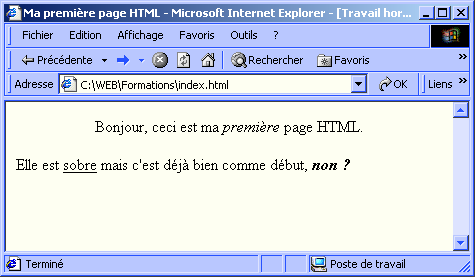 Ma première page HTML - Microsoft Internet Explorer - [Travail hor...
Fichier Edition Affichage Favoris Outils ?
Précédente Rechercher Favoris
Adresse C:\WEB\Formations\index.html OK Liens
Bonjour, ceci est ma première page HTML.
Elle est sobre mais c'est déjà bien comme début, non ?
Terminé Poste de travail